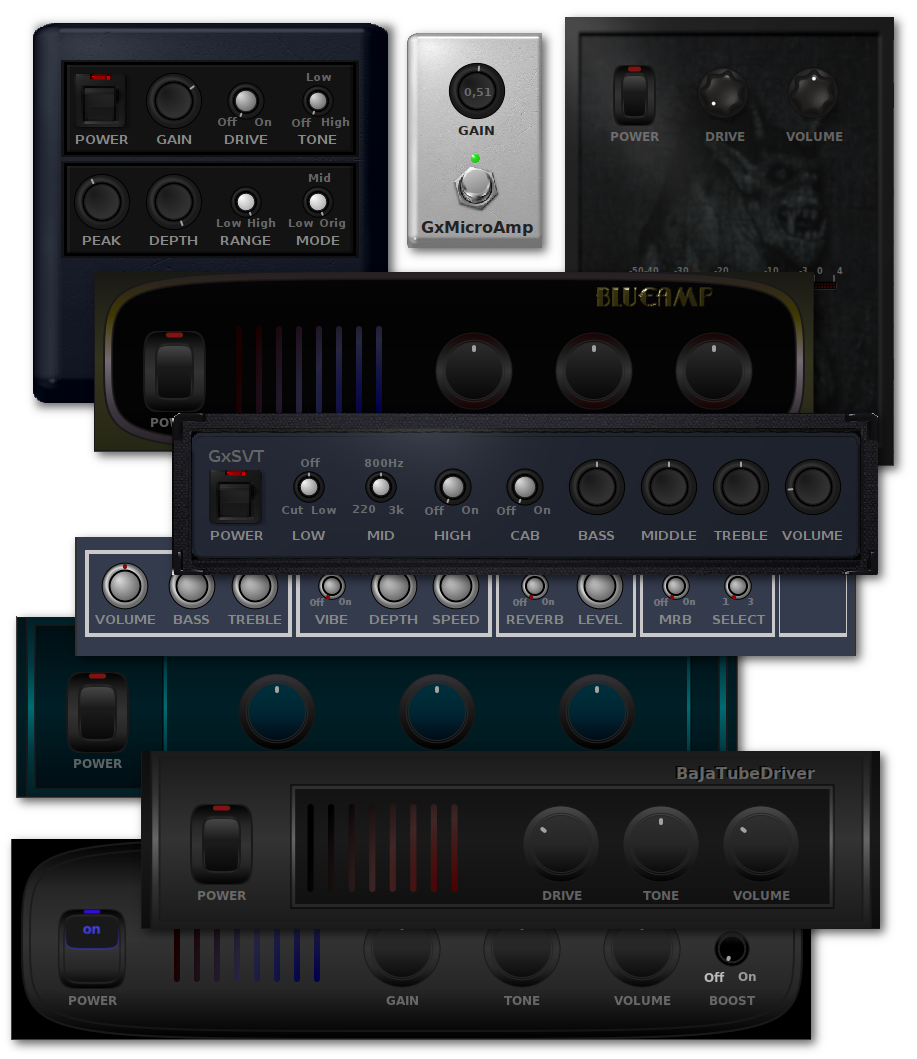 Low
Off On
Off High
POWER GAIN DRIVE TONE
Mid
Low High
Low Orig
PEAK DEPTH RANGE MODE
0,51
GAIN
GxMicroAmp
POWER DRIVE VOLUME
-50-40 -30 -20 -10 -3 0 4
BLUEAMP
GxSVT
Off
800Hz
Cut Low
220 3k
Off On
Off On
POWER LOW MID HIGH CAB BASS MIDDLE TREBLE VOLUME
Off On
Off On
Off On
1 3
VOLUME BASS TREBLE VIBE DEPTH SPEED REVERB LEVEL MRB SELECT
POWER
BaJaTubeDriver
POWER DRIVE TONE VOLUME
on
Off On
POWER GAIN TONE VOLUME BOOST